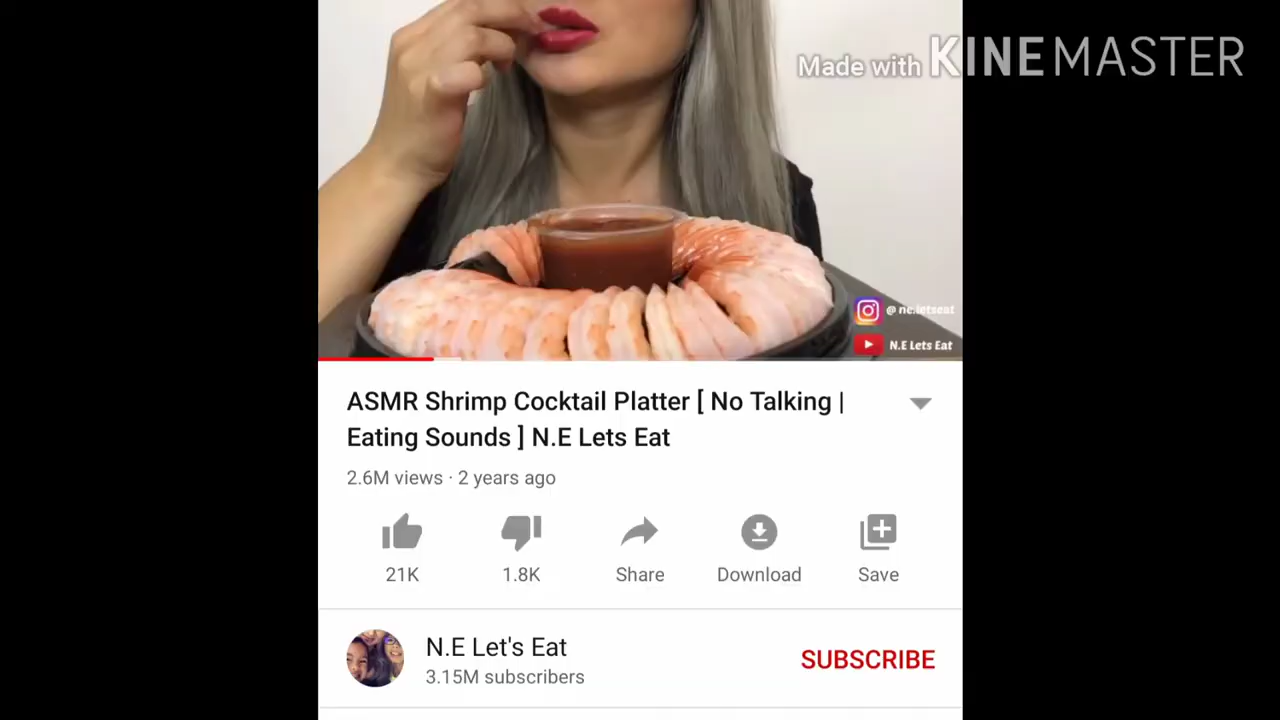 Made with KINEMASTER
@ ne.letseat
N.E Lets Eat
ASMR Shrimp Cocktail Platter [ No Talking |
Eating Sounds ] N.E Lets Eat
2.6M views · 2 years ago
21K 1.8K Share Download Save
N.E Let's Eat
SUBSCRIBE
3.15M subscribers